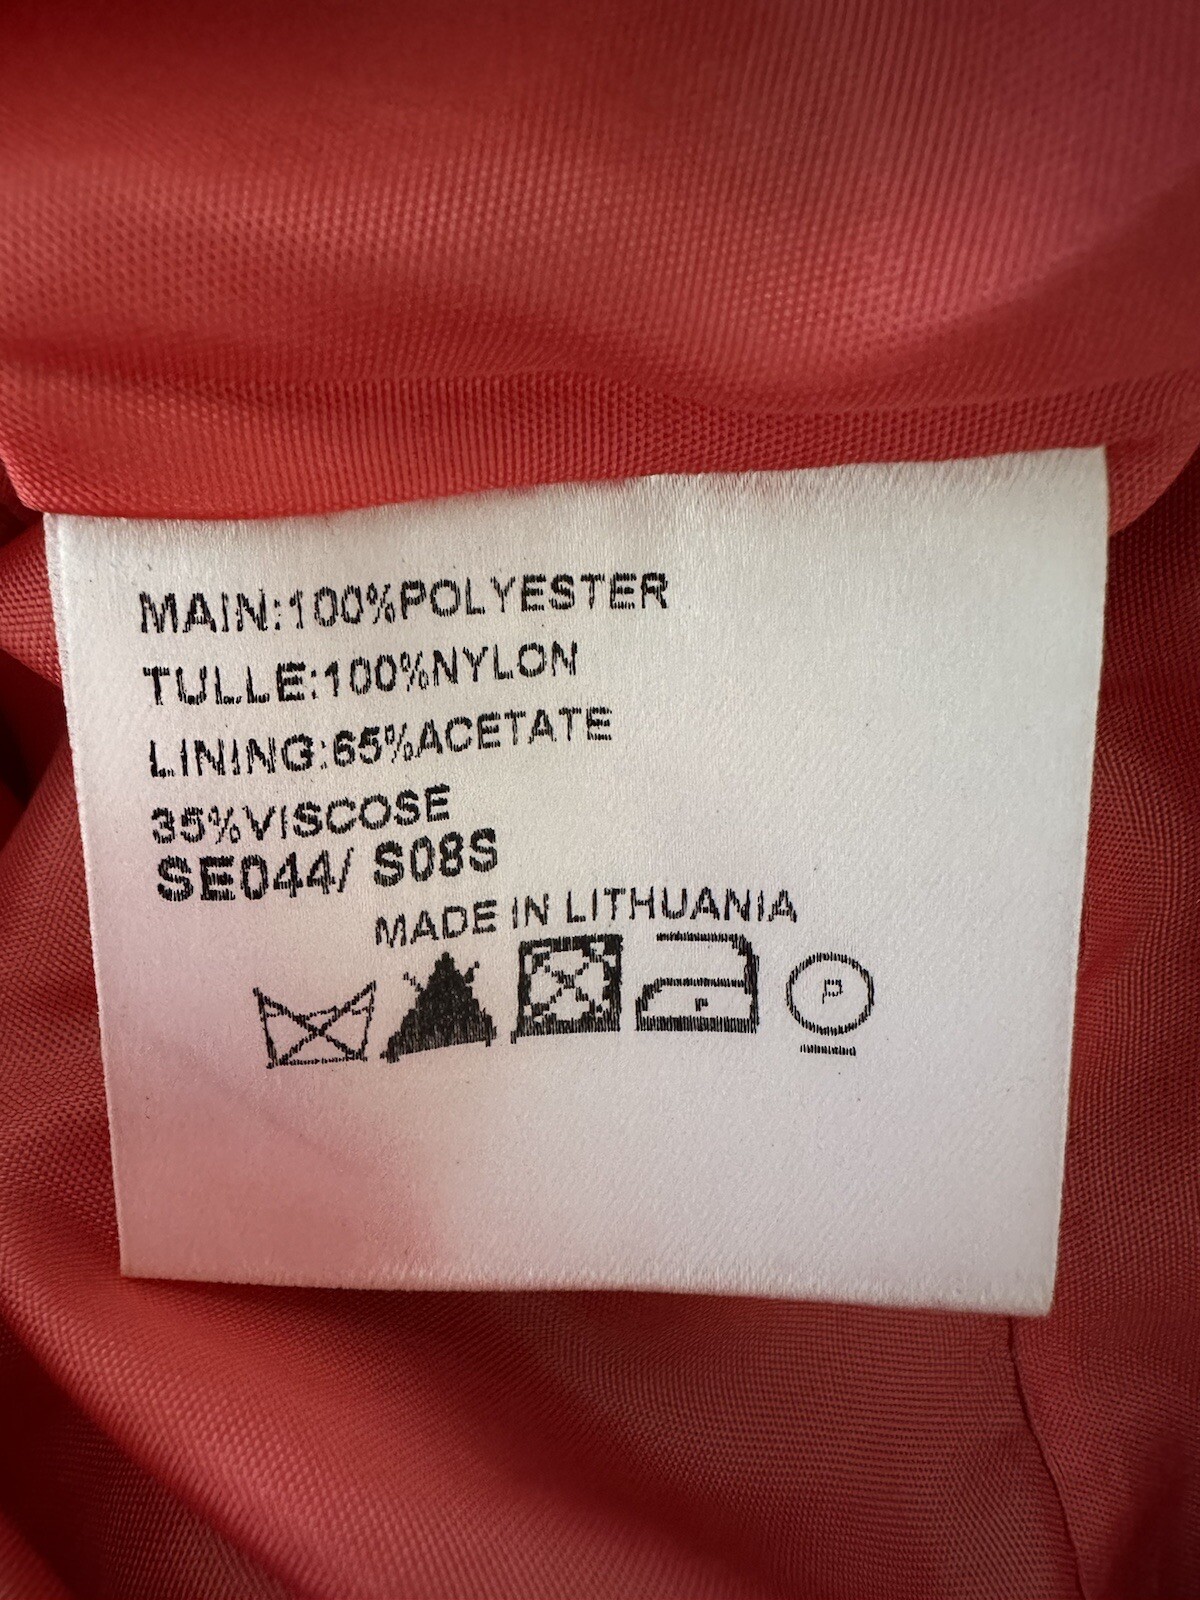 MAIN:100%POLYESTER
TULLE:100%NYLON
LINING:65%ACETATE
35%VISCOSE
SE044/ S08S
MADE IN LITHUANIA
P